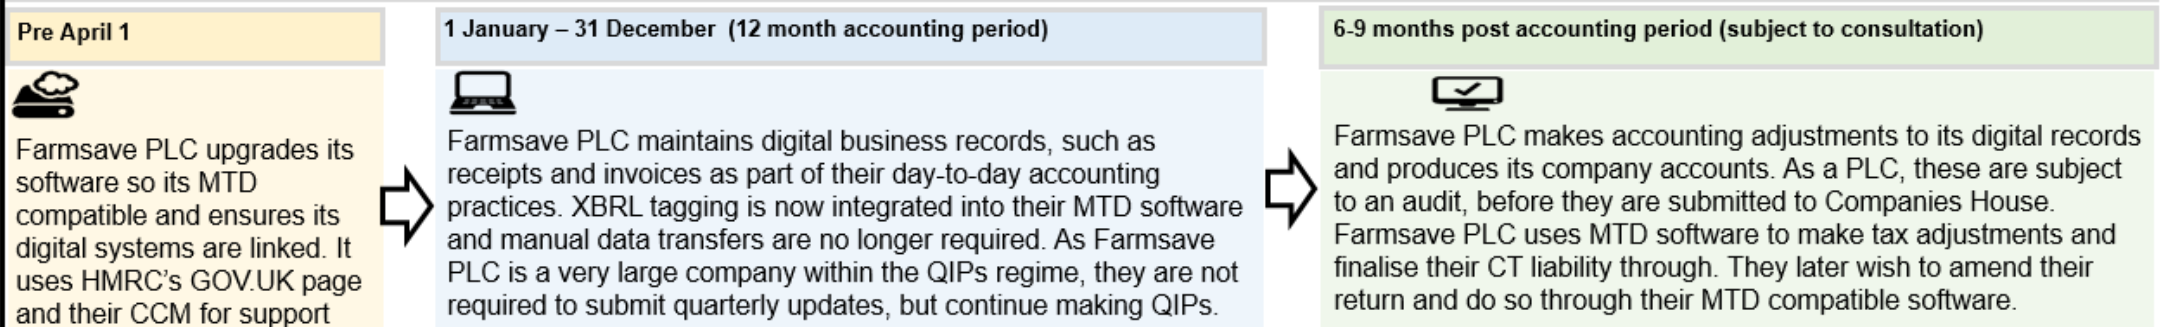 Pre April 1
Farmsave PLC upgrades its
software so its MTD
compatible and ensures its
digital systems are linked. It
uses HMRC's GOV.UK page
and their CCM for support
1 January – 31 December (12 month accounting period)
Farmsave PLC maintains digital business records, such as
receipts and invoices as part of their day-to-day accounting
practices. XBRL tagging is now integrated into their MTD software
and manual data transfers are no longer required. As Farmsave
PLC is a very large company within the QIPs regime, they are not
required to submit quarterly updates, but continue making QIPs.
6-9 months post accounting period (subject to consultation)
Farmsave PLC makes accounting adjustments to its digital records
and produces its company accounts. As a PLC, these are subject
to an audit, before they are submitted to Companies House.
Farmsave PLC uses MTD software to make tax adjustments and
finalise their CT liability through. They later wish to amend their
return and do so through their MTD compatible software.